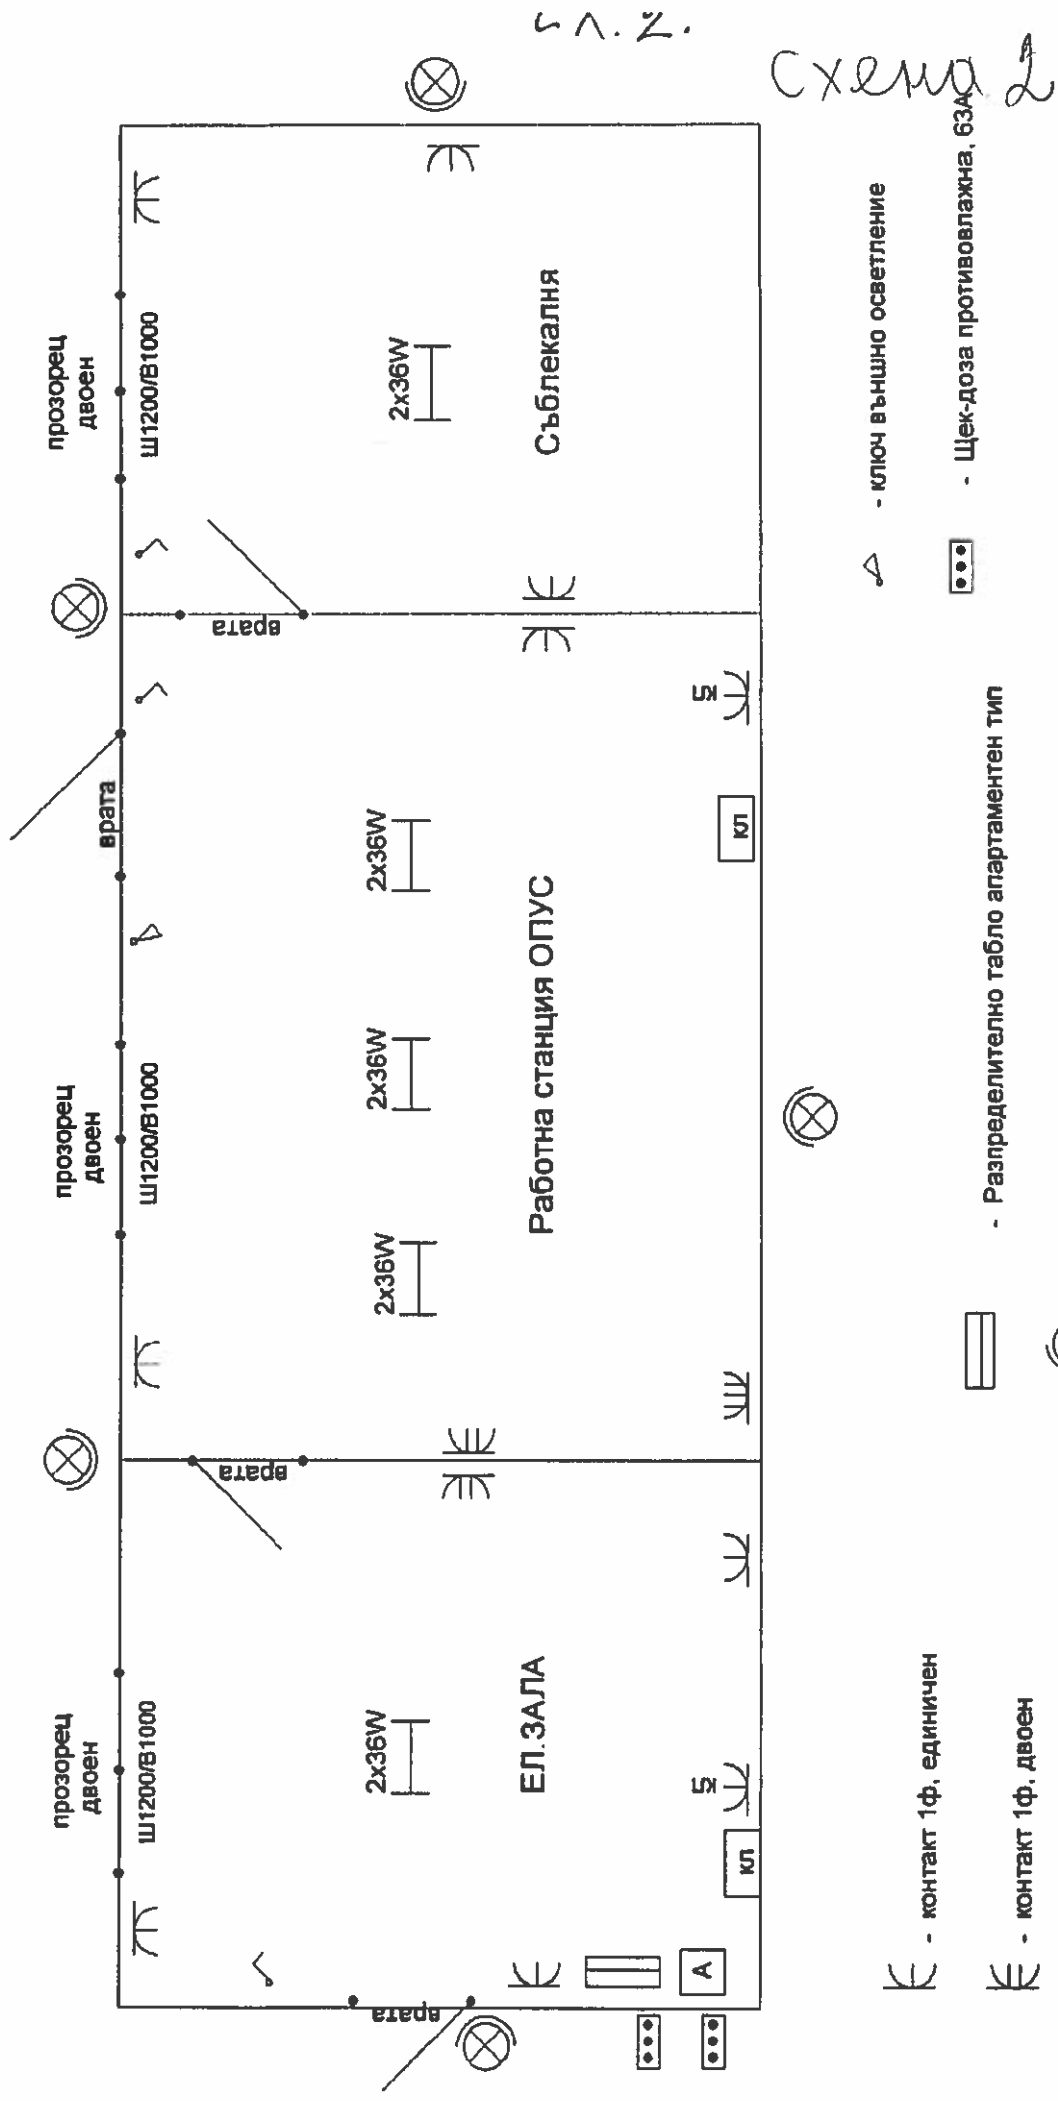 Схема 2
прозорец
двоен
Ш1200/В1000
прозорец
двоен
Ш1200/В1000
прозорец
двоен
Ш1200/В1000
врата
врата
врата
врата
2x36W
2x36W
2x36W
2x36W
2x36W
ЕЛ.ЗАЛА
Работна станция ОПУС
Съблекалня
кл
кл
А
- контакт 1ф, единичен
- контакт 1ф, двоен
- Разпределително табло апартаментен тип
- ключ външно осветление
- Щек-доза противовлажна, 63А